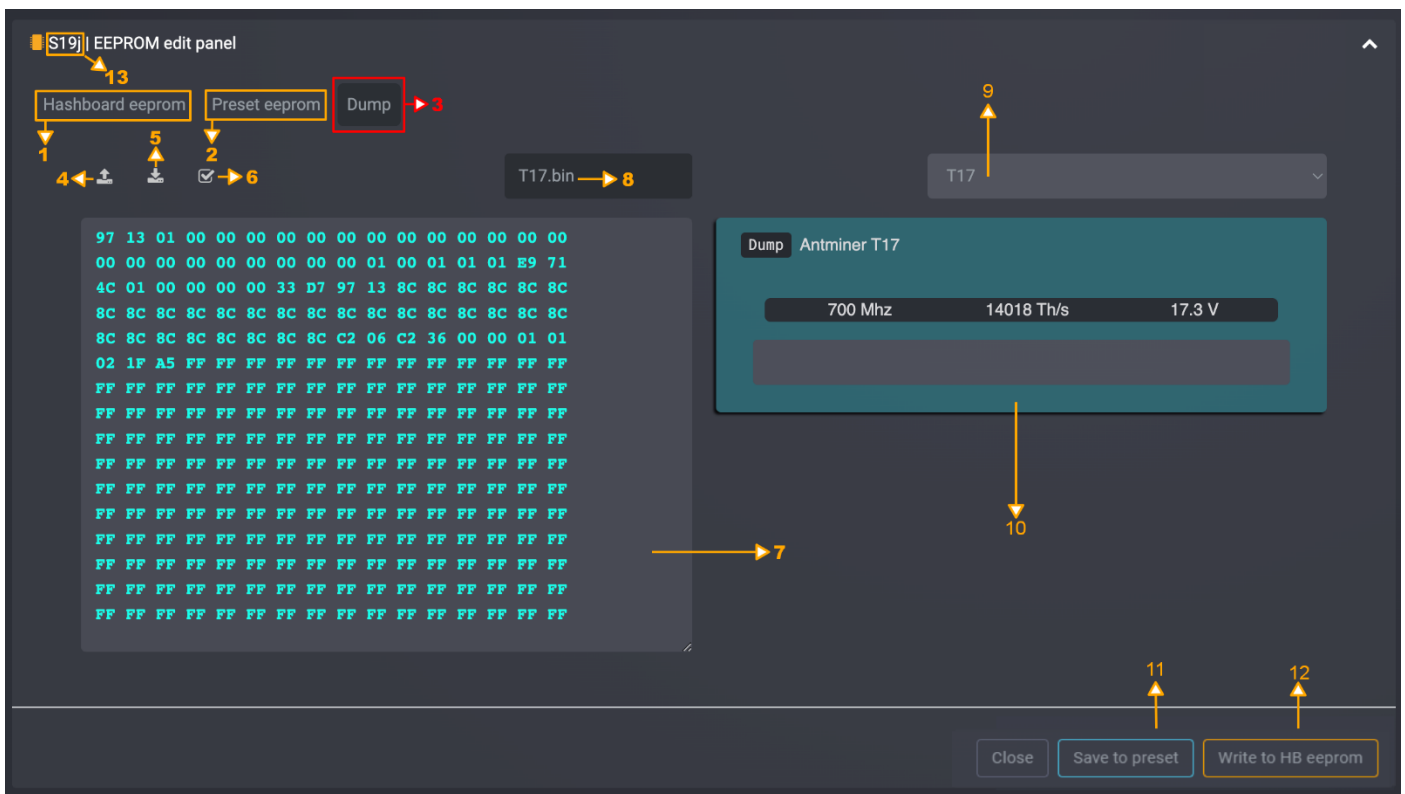 S19j | EEPROM edit panel
13
Hashboard eeprom Preset eeprom Dump 3
9
1 5 2
4 6 T17.bin 8 T17
97 13 01 00 00 00 00 00 00 00 00 00 00 00 00 00
00 00 00 00 00 00 00 00 00 01 00 01 01 01 E9 71
4C 01 00 00 00 00 33 D7 97 13 8C 8C 8C 8C 8C 8C
8C 8C 8C 8C 8C 8C 8C 8C 8C 8C 8C 8C 8C 8C 8C 8C
8C 8C 8C 8C 8C 8C 8C 8C C2 06 C2 36 00 00 01 01
02 1F A5 FF FF FF FF FF FF FF FF FF FF FF FF FF
FF FF FF FF FF FF FF FF FF FF FF FF FF FF FF FF
FF FF FF FF FF FF FF FF FF FF FF FF FF FF FF FF
FF FF FF FF FF FF FF FF FF FF FF FF FF FF FF FF
FF FF FF FF FF FF FF FF FF FF FF FF FF FF FF FF
FF FF FF FF FF FF FF FF FF FF FF FF FF FF FF FF
FF FF FF FF FF FF FF FF FF FF FF FF FF FF FF FF
FF FF FF FF FF FF FF FF FF FF FF FF FF FF FF FF
FF FF FF FF FF FF FF FF FF FF FF FF FF FF FF FF
FF FF FF FF FF FF FF FF FF FF FF FF FF FF FF FF
FF FF FF FF FF FF FF FF FF FF FF FF FF FF FF FF
7
Dump Antminer T17
700 Mhz 14018 Th/s 17.3 V
10
11 12
Close Save to preset Write to HB eeprom